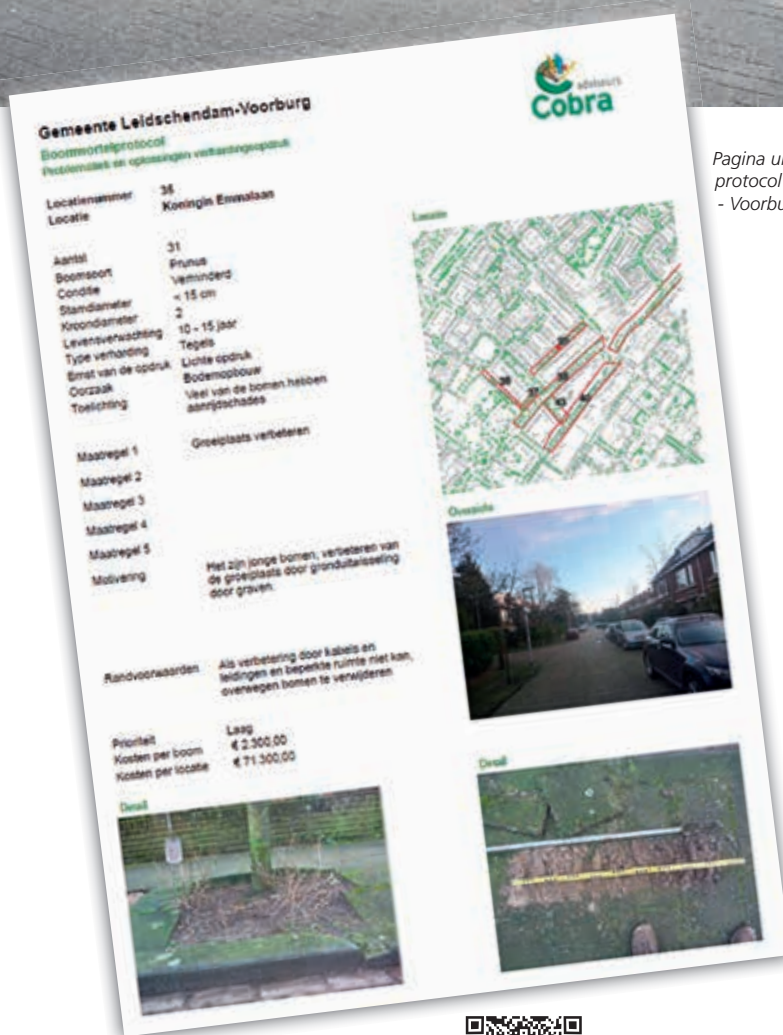 Gemeente Leidschendam-Voorburg
Boomwortelprotocol
Problematiek en oplossingen verhardingsopdruk
adviseurs
Cobra
Locatienummer 36
Locatie Koningin Emmalaan
Aantal 31
Boomsoort Prunus
Conditie Verminderd
Stamdiameter < 15 cm
Kroondiameter 2
Levensverwachting 10 - 15 jaar
Type verharding Tegels
Ernst van de opdruk Lichte opdruk
Oorzaak Bodemopbouw
Toelichting Veel van de bomen hebben
aanrijdschades
Maatregel 1 Groeiplaats verbeteren
Maatregel 2
Maatregel 3
Maatregel 4
Maatregel 5
Motivering Het zijn jonge bomen, verbeteren van
de groeiplaats door gronduitwisseling
door graven.
Randvoorwaarden Als verbetering door kabels en
leidingen en beperkte ruimte niet kan,
overwegen bomen te verwijderen
Prioriteit Laag
Kosten per boom € 2.300,00
Kosten per locatie € 71.300,00
Locatie
Overzicht
Detail
Detail
Pagina
protocol
- Voorbu